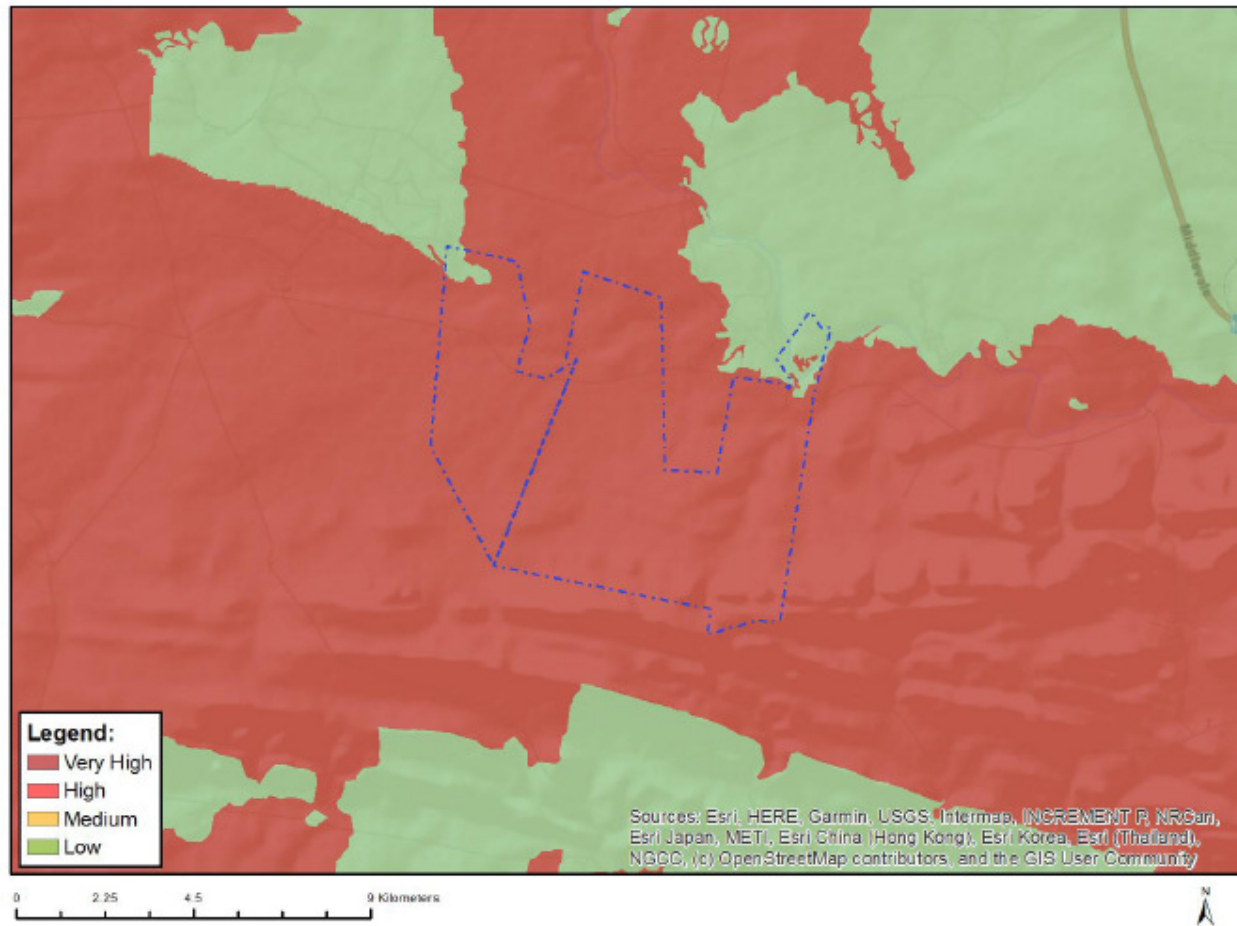 Middlevale
Legend:
Very High
High
Medium
Low
Sources: Esri, HERE, Garmin, USGS, Intermap, INCREMENT P, NRCan,
Esri Japan, METI, Esri China (Hong Kong), Esri Korea, Esri (Thailand),
NGCC, (c) OpenStreetMap contributors, and the GIS User Community
0 2.25 4.5 9 Kilometers
N